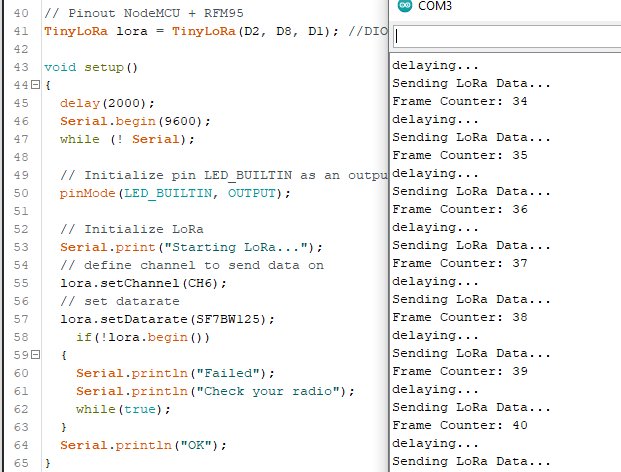 40 // Pinout NodeMCU + RFM95
41 TinyLoRa lora = TinyLoRa(D2, D8, D1); //DIO
42
43 void setup()
44 {
45 delay(2000);
46 Serial.begin(9600);
47 while (! Serial);
48
49 // Initialize pin LED_BUILTIN as an outpu
50 pinMode(LED_BUILTIN, OUTPUT);
51
52 // Initialize LoRa
53 Serial.print("Starting LoRa...");
54 // define channel to send data on
55 lora.setChannel(CH6);
56 // set datarate
57 lora.setDatarate(SF7BW125);
58 if(!lora.begin())
59 {
60 Serial.println("Failed");
61 Serial.println("Check your radio");
62 while(true);
63 }
64 Serial.println("OK");
65 }
COM3
delaying...
Sending LoRa Data...
Frame Counter: 34
delaying...
Sending LoRa Data...
Frame Counter: 35
delaying...
Sending LoRa Data...
Frame Counter: 36
delaying...
Sending LoRa Data...
Frame Counter: 37
delaying...
Sending LoRa Data...
Frame Counter: 38
delaying...
Sending LoRa Data...
Frame Counter: 39
delaying...
Sending LoRa Data...
Frame Counter: 40
delaying...
Sending LoRa Data...